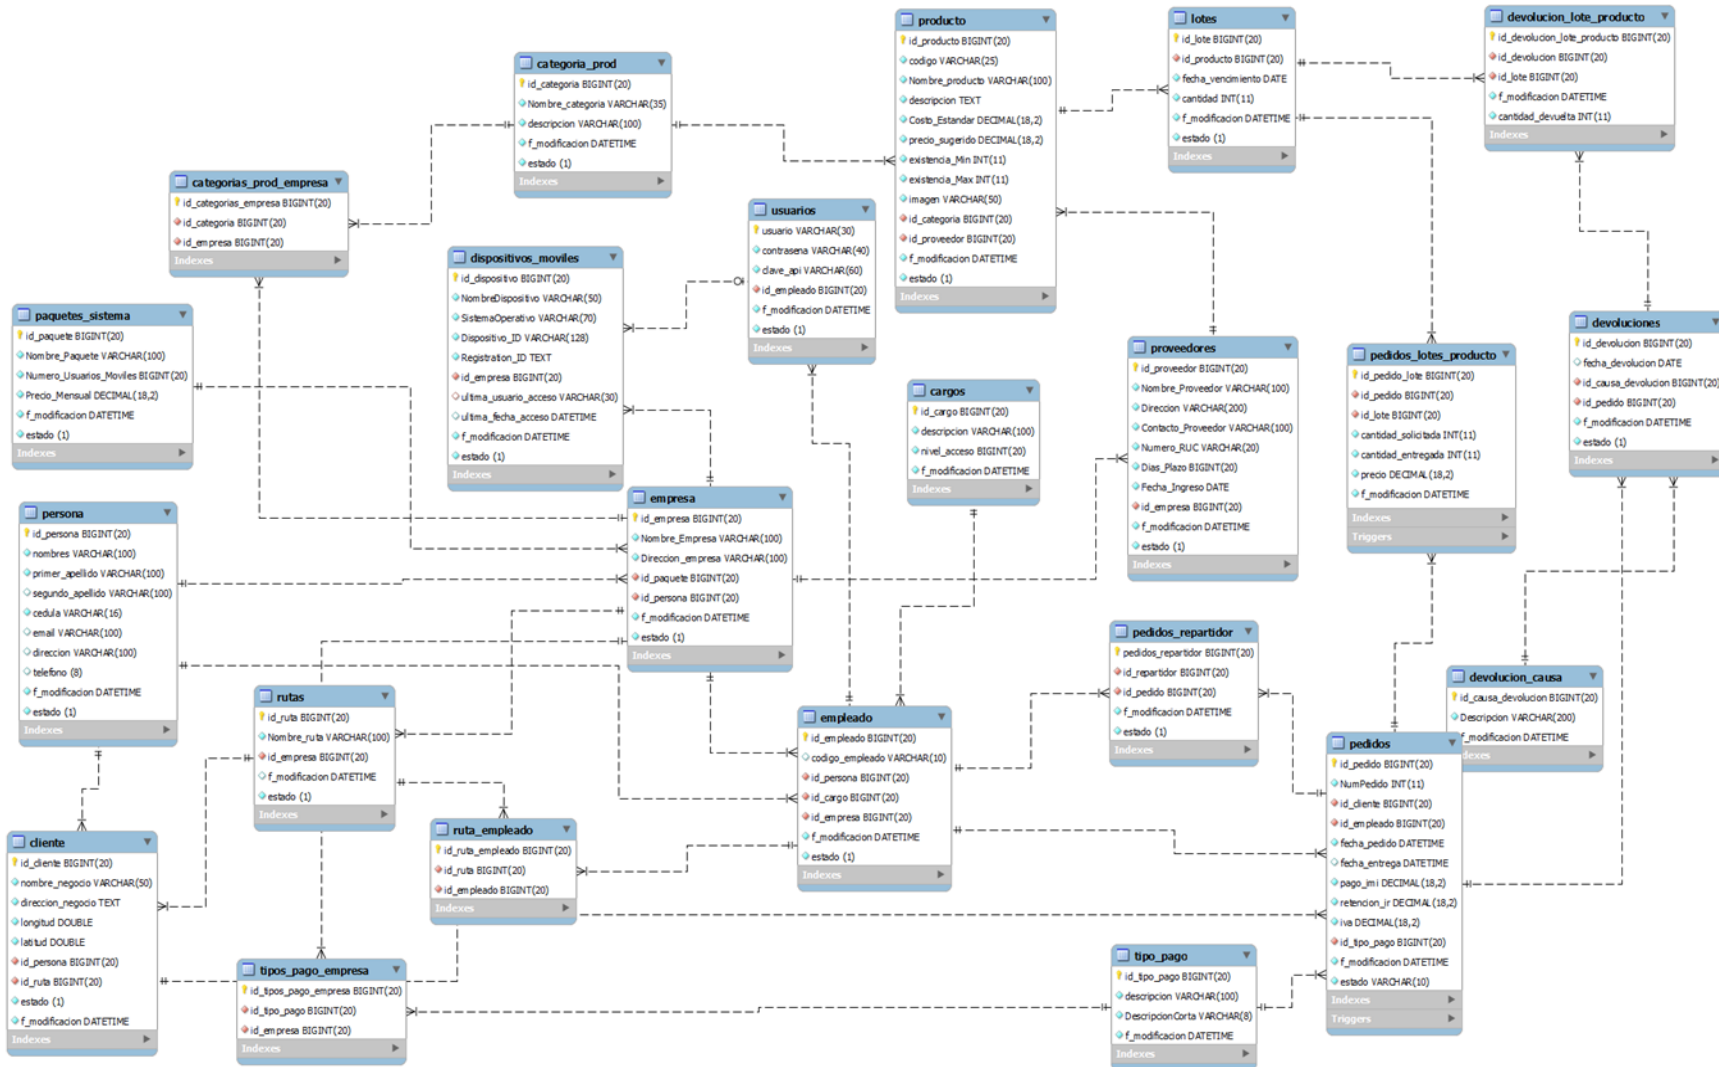 categoria_prod
id_categoria BIGINT(20)
Nombre_categoria VARCHAR(35)
descripcion VARCHAR(100)
f_modificacion DATETIME
estado (1)
Indexes
producto
id_producto BIGINT(20)
codigo VARCHAR(25)
Nombre_producto VARCHAR(100)
descripcion TEXT
Costo_Estandar DECIMAL(18,2)
precio_sugerido DECIMAL(18,2)
existencia_Min INT(11)
existencia_Max INT(11)
imagen VARCHAR(50)
id_categoria BIGINT(20)
id_proveedor BIGINT(20)
f_modificacion DATETIME
estado (1)
Indexes
lotes
id_lote BIGINT(20)
id_producto BIGINT(20)
fecha_vencimiento DATE
cantidad INT(11)
f_modificacion DATETIME
estado (1)
Indexes
devolucion_lote_producto
id_devolucion_lote_producto BIGINT(20)
id_devolucion BIGINT(20)
id_lote BIGINT(20)
f_modificacion DATETIME
cantidad_devuelta INT(11)
Indexes
categorias_prod_empresa
id_categorias_empresa BIGINT(20)
id_categoria BIGINT(20)
id_empresa BIGINT(20)
Indexes
dispositivos_moviles
id_dispositivo BIGINT(20)
NombreDispositivo VARCHAR(50)
SistemaOperativo VARCHAR(70)
Dispositivo_ID VARCHAR(128)
Registration_ID TEXT
id_empresa BIGINT(20)
ultima_usuario_acceso VARCHAR(30)
ultima_fecha_acceso DATETIME
f_modificacion DATETIME
estado (1)
Indexes
usuarios
usuario VARCHAR(30)
contrasena VARCHAR(40)
clave_api VARCHAR(60)
id_empleado BIGINT(20)
f_modificacion DATETIME
estado (1)
Indexes
paquetes_sistema
id_paquete BIGINT(20)
Nombre_Paquete VARCHAR(100)
Numero_Usuarios_Moviles BIGINT(20)
Precio_Mensual DECIMAL(18,2)
f_modificacion DATETIME
estado (1)
Indexes
cargos
id_cargo BIGINT(20)
descripcion VARCHAR(100)
nivel_acceso BIGINT(20)
f_modificacion DATETIME
Indexes
proveedores
id_proveedor BIGINT(20)
Nombre_Proveedor VARCHAR(100)
Direccion VARCHAR(200)
Contacto_Proveedor VARCHAR(100)
Numero_RUC VARCHAR(20)
Dias_Plazo BIGINT(20)
Fecha_Ingreso DATE
id_empresa BIGINT(20)
f_modificacion DATETIME
estado (1)
Indexes
pedidos_lotes_producto
id_pedido_lote BIGINT(20)
id_pedido BIGINT(20)
id_lote BIGINT(20)
cantidad_solicitada INT(11)
cantidad_entregada INT(11)
precio DECIMAL(18,2)
f_modificacion DATETIME
Indexes
Triggers
devoluciones
id_devolucion BIGINT(20)
fecha_devolucion DATE
id_causa_devolucion BIGINT(20)
id_pedido BIGINT(20)
f_modificacion DATETIME
estado (1)
Indexes
persona
id_persona BIGINT(20)
nombres VARCHAR(100)
primer_apellido VARCHAR(100)
segundo_apellido VARCHAR(100)
cedula VARCHAR(16)
email VARCHAR(100)
direccion VARCHAR(100)
telefono (8)
f_modificacion DATETIME
estado (1)
Indexes
empresa
id_empresa BIGINT(20)
Nombre_Empresa VARCHAR(100)
Direccion_empresa VARCHAR(100)
id_paquete BIGINT(20)
id_persona BIGINT(20)
f_modificacion DATETIME
estado (1)
Indexes
rutas
id_ruta BIGINT(20)
Nombre_ruta VARCHAR(100)
id_empresa BIGINT(20)
f_modificacion DATETIME
estado (1)
Indexes
empleado
id_empleado BIGINT(20)
codigo_empleado VARCHAR(10)
id_persona BIGINT(20)
id_cargo BIGINT(20)
id_empresa BIGINT(20)
f_modificacion DATETIME
estado (1)
Indexes
pedidos_repartidor
pedidos_repartidor BIGINT(20)
id_repartidor BIGINT(20)
id_pedido BIGINT(20)
f_modificacion DATETIME
estado (1)
Indexes
devolucion_causa
id_causa_devolucion BIGINT(20)
Descripcion VARCHAR(200)
f_modificacion DATETIME
ndexes
pedidos
id_pedido BIGINT(20)
NumPedido INT(11)
id_cliente BIGINT(20)
id_empleado BIGINT(20)
fecha_pedido DATETIME
fecha_entrega DATETIME
pago_imi DECIMAL(18,2)
retencion_ir DECIMAL(18,2)
iva DECIMAL(18,2)
id_tipo_pago BIGINT(20)
f_modificacion DATETIME
estado VARCHAR(10)
Indexes
Triggers
cliente
id_cliente BIGINT(20)
nombre_negocio VARCHAR(50)
direccion_negocio TEXT
longitud DOUBLE
latitud DOUBLE
id_persona BIGINT(20)
id_ruta BIGINT(20)
estado (1)
f_modificacion DATETIME
Indexes
ruta_empleado
id_ruta_empleado BIGINT(20)
id_ruta BIGINT(20)
id_empleado BIGINT(20)
Indexes
tipos_pago_empresa
id_tipos_pago_empresa BIGINT(20)
id_tipo_pago BIGINT(20)
id_empresa BIGINT(20)
Indexes
tipo_pago
id_tipo_pago BIGINT(20)
descripcion VARCHAR(100)
DescripcionCorta VARCHAR(8)
f_modificacion DATETIME
Indexes